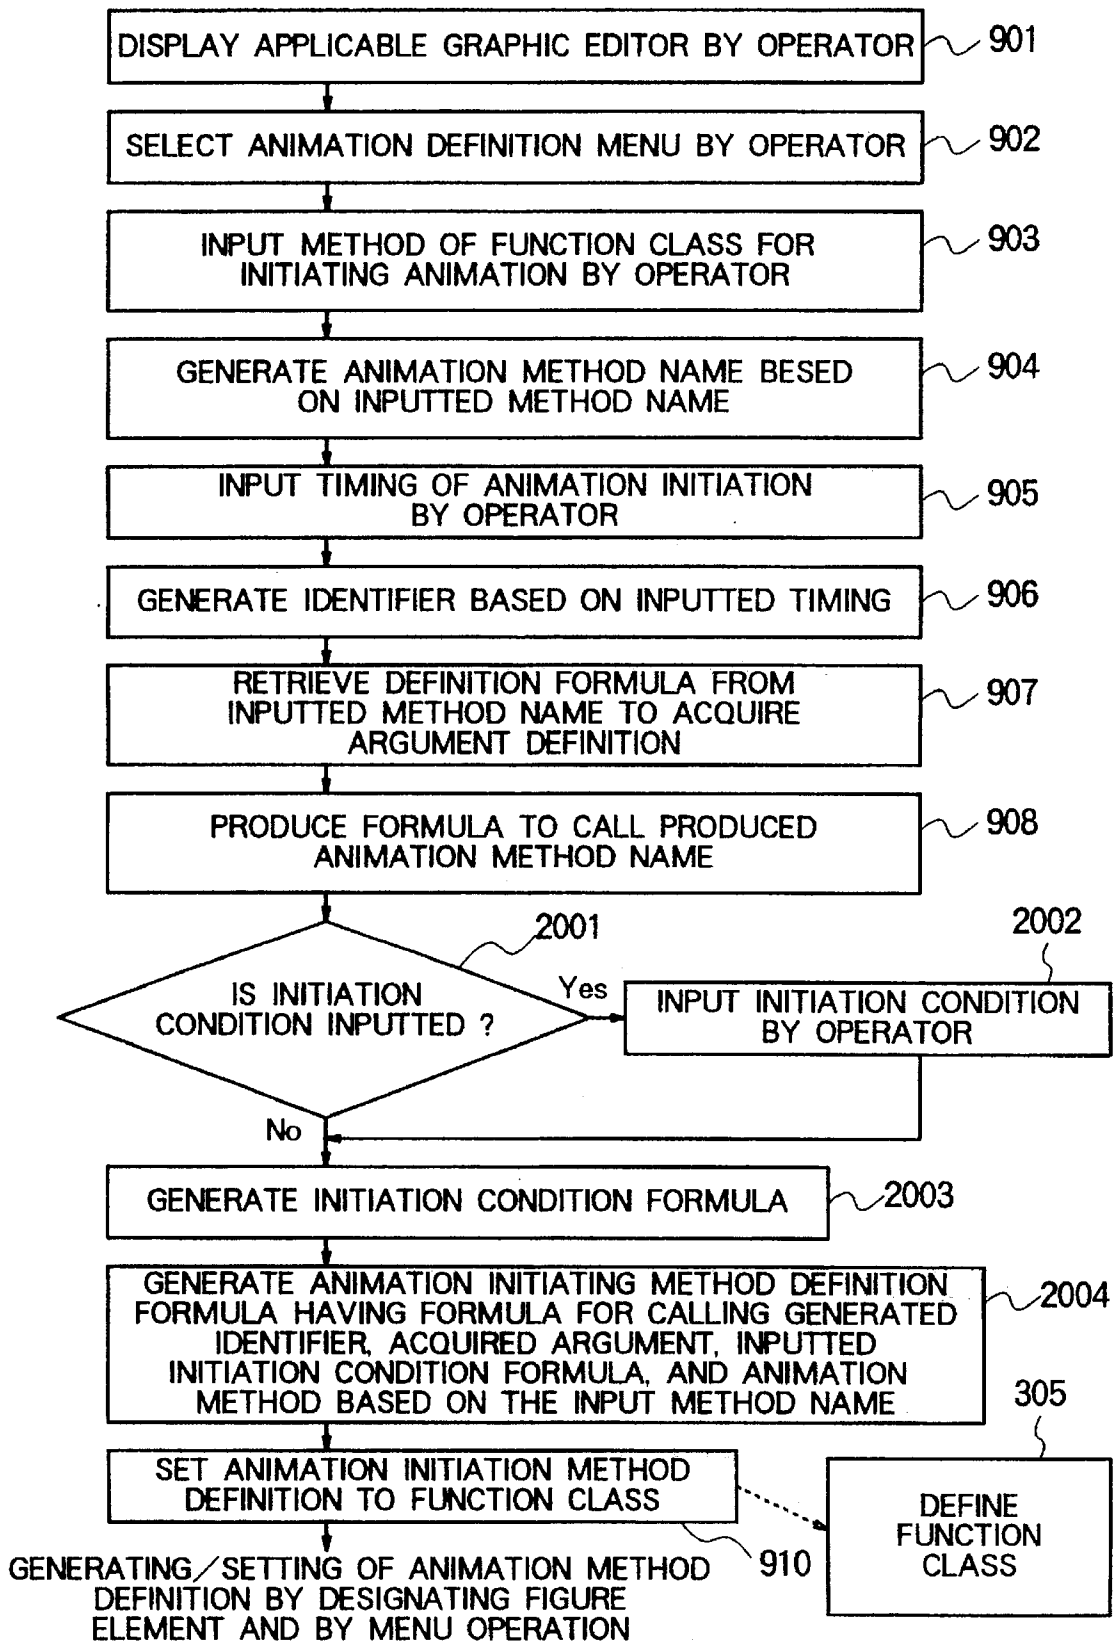 DISPLAY APPLICABLE GRAPHIC EDITOR BY OPERATOR
901
SELECT ANIMATION DEFINITION MENU BY OPERATOR
902
INPUT METHOD OF FUNCTION CLASS FOR
INITIATING ANIMATION BY OPERATOR
903
GENERATE ANIMATION METHOD NAME BESED
ON INPUTTED METHOD NAME
904
INPUT TIMING OF ANIMATION INITIATION
BY OPERATOR
905
GENERATE IDENTIFIER BASED ON INPUTTED TIMING
906
RETRIEVE DEFINITION FORMULA FROM
INPUTTED METHOD NAME TO ACQUIRE
ARGUMENT DEFINITION
907
PRODUCE FORMULA TO CALL PRODUCED
ANIMATION METHOD NAME
908
2001
IS INITIATION
CONDITION INPUTTED ?
Yes
2002
INPUT INITIATION CONDITION
BY OPERATOR
No
GENERATE INITIATION CONDITION FORMULA
2003
GENERATE ANIMATION INITIATING METHOD DEFINITION
FORMULA HAVING FORMULA FOR CALLING GENERATED
IDENTIFIER, ACQUIRED ARGUMENT, INPUTTED
INITIATION CONDITION FORMULA, AND ANIMATION
METHOD BASED ON THE INPUT METHOD NAME
2004
SET ANIMATION INITIATION METHOD
DEFINITION TO FUNCTION CLASS
910
305
DEFINE
FUNCTION
CLASS
GENERATING/SETTING OF ANIMATION METHOD
DEFINITION BY DESIGNATING FIGURE
ELEMENT AND BY MENU OPERATION